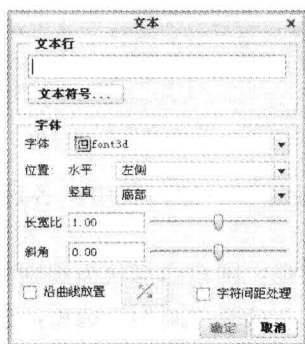 文本 ×
文本行
文本符号...
字体
字体 font3d
位置 水平 左侧
竖直 底部
长宽比 1.00
斜角 0.00
沿曲线放置 字符间距处理
确定 取消